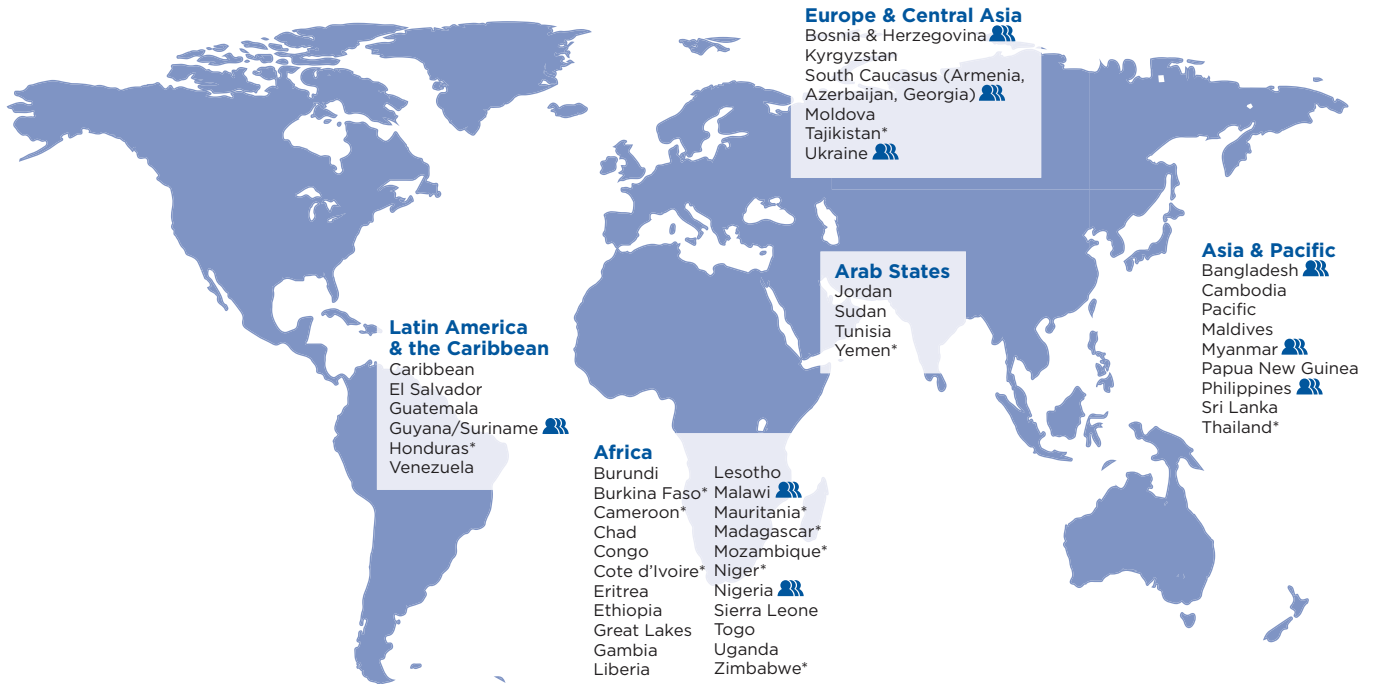 Europe & Central Asia
Bosnia & Herzegovina
Kyrgyzstan
South Caucasus (Armenia,
Azerbaijan, Georgia)
Moldova
Tajikistan*
Ukraine
Arab States
Jordan
Sudan
Tunisia
Yemen*
Asia & Pacific
Bangladesh
Cambodia
Pacific
Maldives
Myanmar
Papua New Guinea
Philippines
Sri Lanka
Thailand*
Latin America
& the Caribbean
Caribbean
El Salvador
Guatemala
Guyana/Suriname
Honduras*
Venezuela
Africa
Burundi
Burkina Faso*
Cameroon*
Chad
Congo
Cote d’Ivoire*
Eritrea
Ethiopia
Great Lakes
Gambia
Liberia
Lesotho
Malawi
Mauritania*
Madagascar*
Mozambique*
Niger*
Nigeria
Sierra Leone
Togo
Uganda
Zimbabwe*